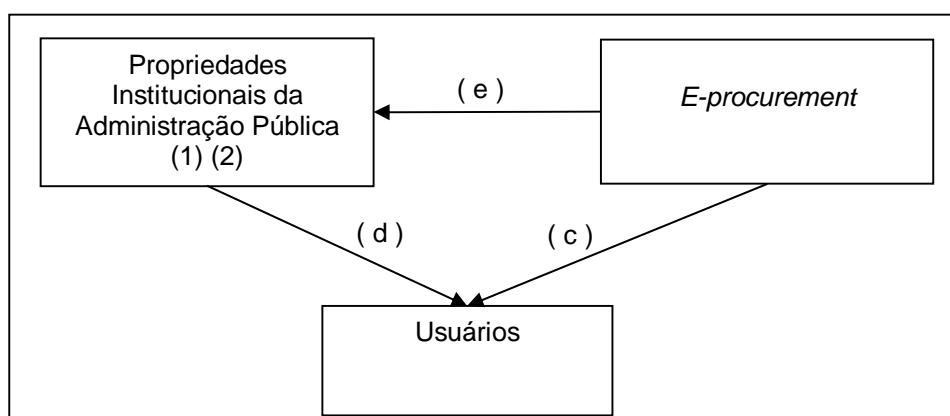 Propriedades
Institucionais da
Administração Pública
(1) (2)
( e )
E-procurement
( d )
( c )
Usuários